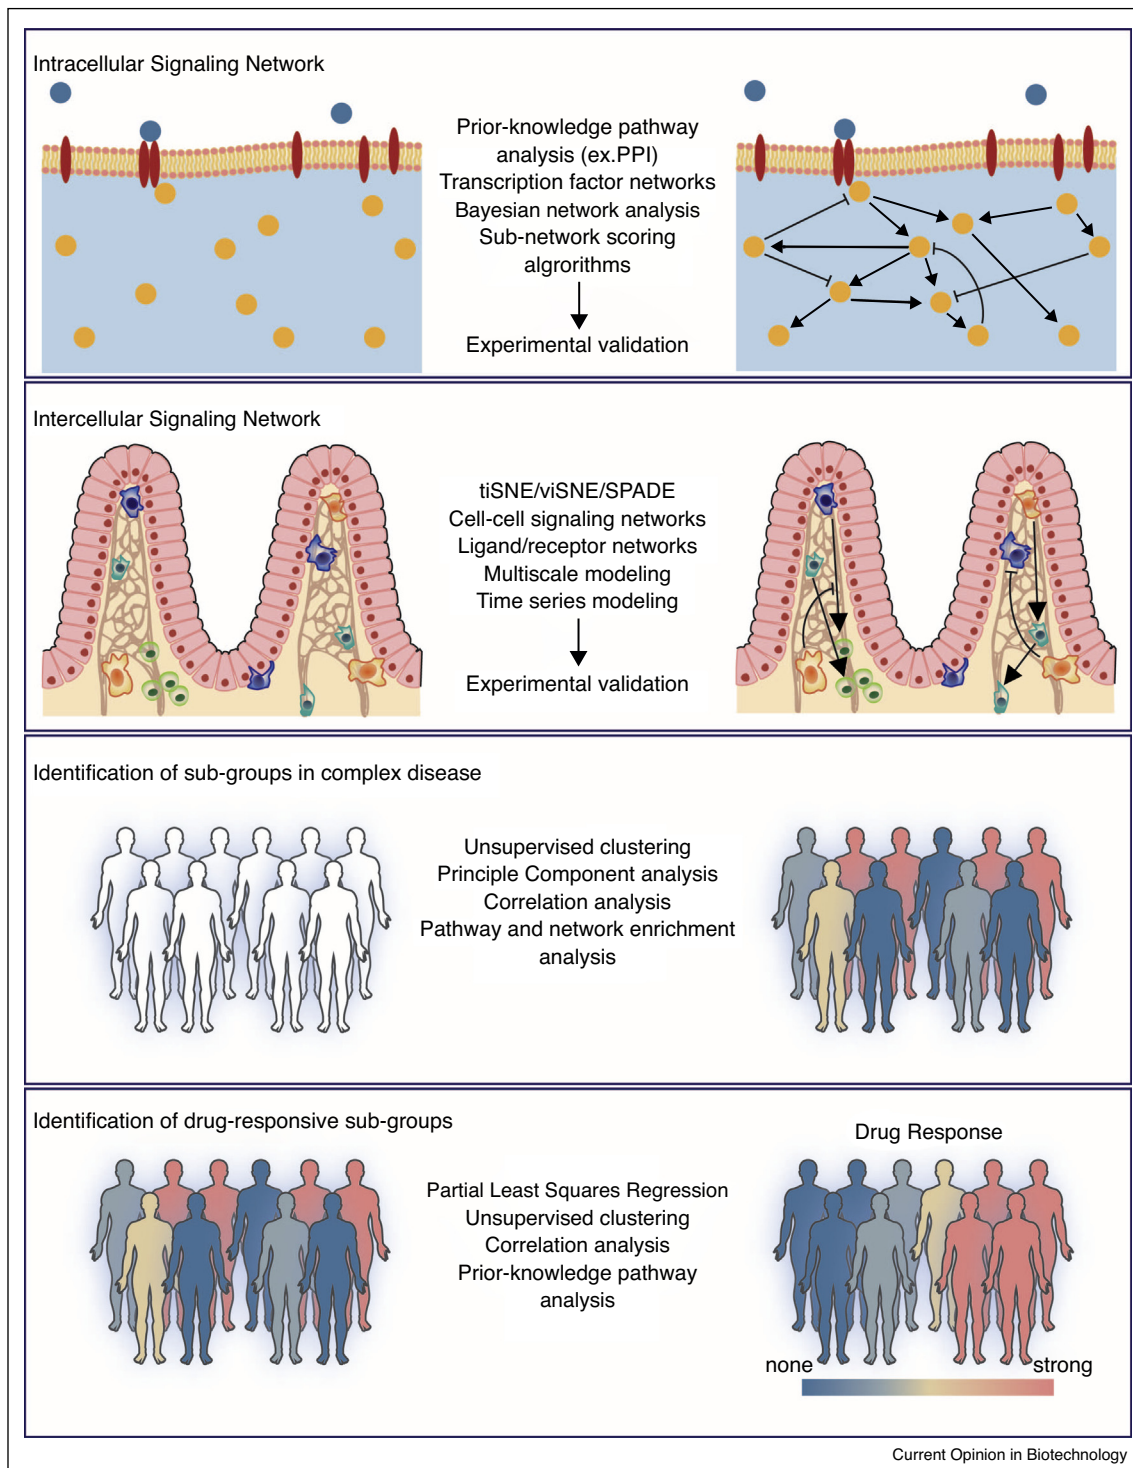 Intracellular Signaling Network
Prior-knowledge pathway
analysis (ex.PPI)
Transcription factor networks
Bayesian network analysis
Sub-network scoring
algrorithms
Experimental validation
Intercellular Signaling Network
tiSNE/viSNE/SPADE
Cell-cell signaling networks
Ligand/receptor networks
Multiscale modeling
Time series modeling
Experimental validation
Identification of sub-groups in complex disease
Unsupervised clustering
Principle Component analysis
Correlation analysis
Pathway and network enrichment
analysis
Identification of drug-responsive sub-groups
Partial Least Squares Regression
Unsupervised clustering
Correlation analysis
Prior-knowledge pathway
analysis
Drug Response
none
strong
Current Opinion in Biotechnology